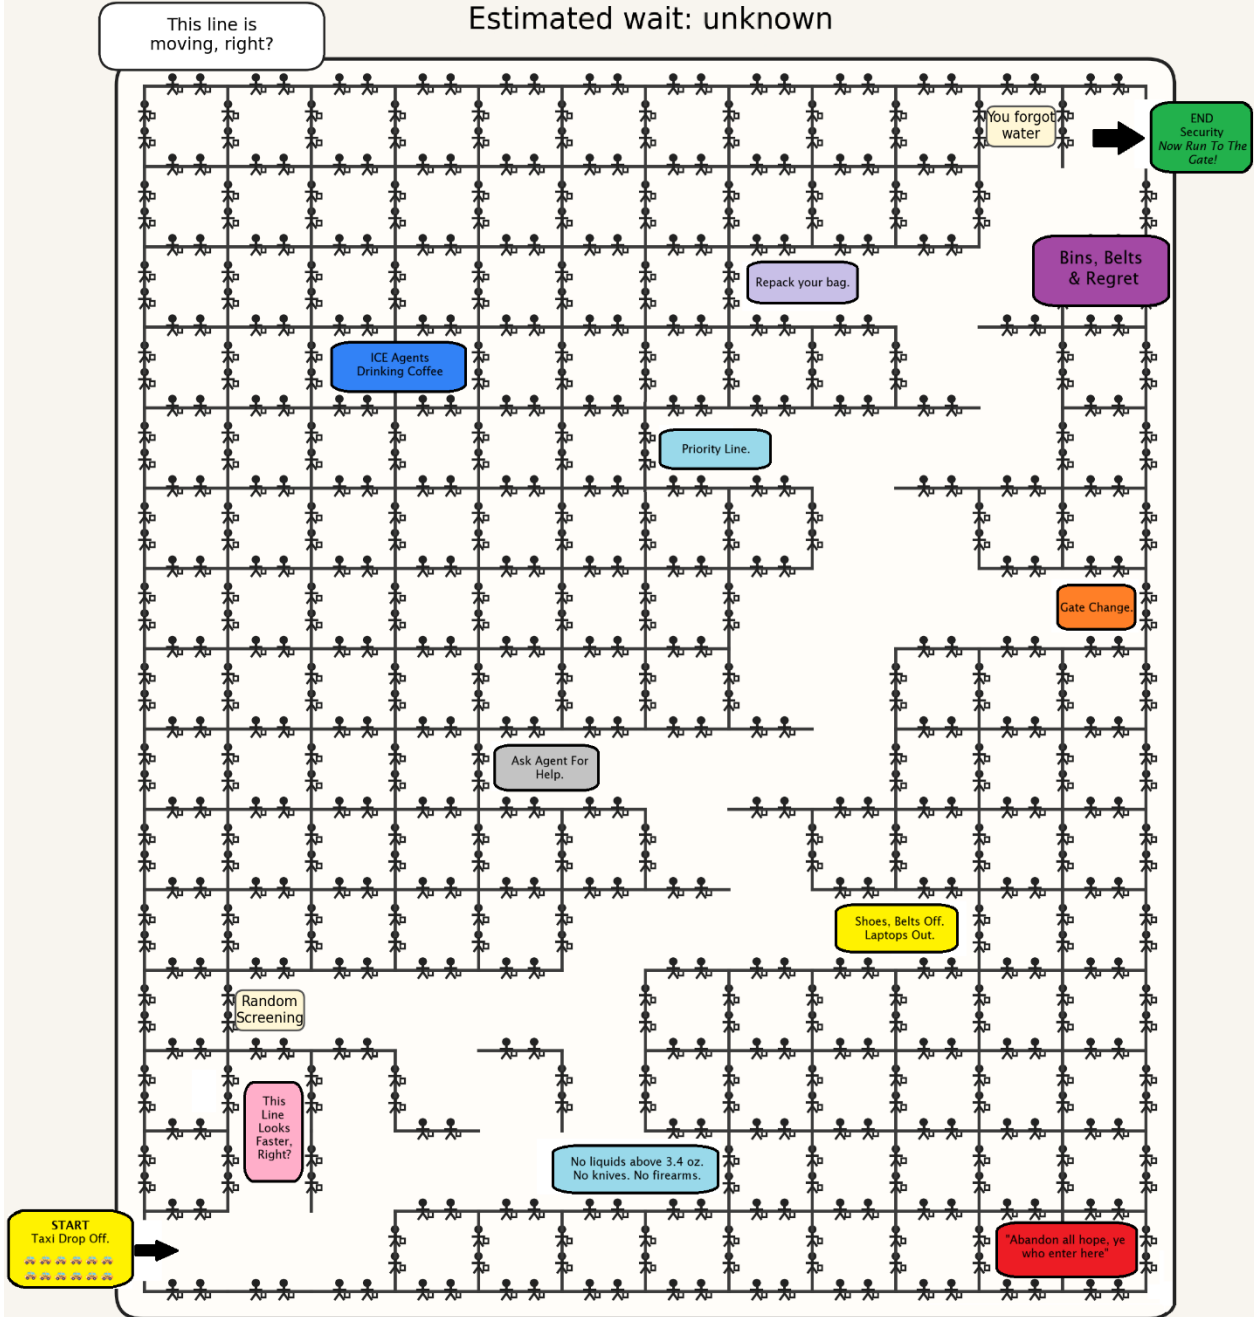 Estimated wait: unknown
This line is
moving, right?
You forgot
water
END
Security
Now Run To The
Gate!
Bins, Belts
& Regret
Repack your bag.
ICE Agents
Drinking Coffee
Priority Line.
Gate Change.
Ask Agent For
Help.
Shoes, Belts Off.
Laptops Out.
Random
Screening
This
Line
Looks
Faster,
Right?
No liquids above 3.4 oz.
No knives. No firearms.
START
Taxi Drop Off.
"Abandon all hope, ye
who enter here"